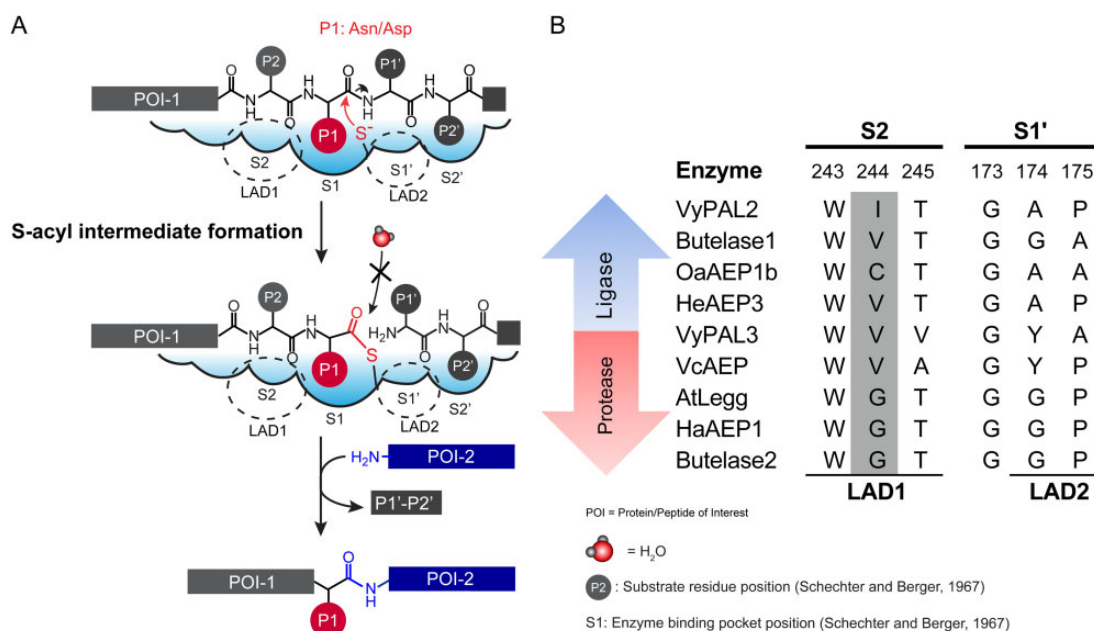 A
P1: Asn/Asp
P2
P1'
POI-1
O
H
N
O
H
N
O
N
H
O
N
H
P1
S-
P2'
S2
S1
S1'
S2'
LAD1
LAD2
S-acyl intermediate formation
P2
P1'
POI-1
O
N
H
O
H
N
O
S
H2N
O
N
H
P1
P2'
S2
S1
S1'
S2'
LAD1
LAD2
H2N
POI-2
P1'-P2'
POI-1
O
N
H
POI-2
P1
B
S2 S1'
Enzyme 243 244 245 173 174 175
VyPAL2 W I T G A P
Butelase1 W V T G G A
OaAEP1b W C T G A A
HeAEP3 W V T G A P
VyPAL3 W V V G Y A
VcAEP W V A G Y P
AtLegg W G T G G P
HaAEP1 W G T G G P
Butelase2 W G T G G P
LAD1 LAD2
Ligase
Protease
POI = Protein/Peptide of Interest
= H2O
P2 : Substrate residue position (Schechter and Berger, 1967)
S1: Enzyme binding pocket position (Schechter and Berger, 1967)